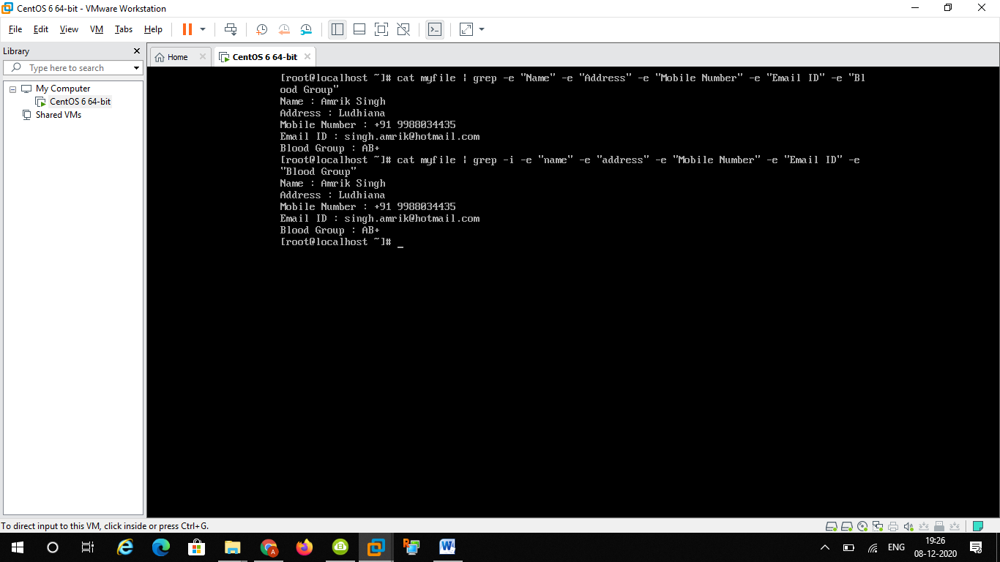 CentOS 6 64-bit - VMware Workstation
File Edit View VM Tabs Help
Library
Type here to search
My Computer
CentOS 6 64-bit
Shared VMs
Home
CentOS 6 64-bit
[root@localhost ~]# cat myfile | grep -e "Name" -e "Address" -e "Mobile Number" -e "Email ID" -e "Bl
ood Group"
Name : Amrik Singh
Address : Ludhiana
Mobile Number : +91 9988034435
Email ID : singh.amrik@hotmail.com
Blood Group : AB+
[root@localhost ~]# cat myfile | grep -i -e "name" -e "address" -e "Mobile Number" -e "Email ID" -e
"Blood Group"
Name : Amrik Singh
Address : Ludhiana
Mobile Number : +91 9988034435
Email ID : singh.amrik@hotmail.com
Blood Group : AB+
[root@localhost ~]# _
To direct input to this VM, click inside or press Ctrl+G.
ENG
19:26
08-12-2020